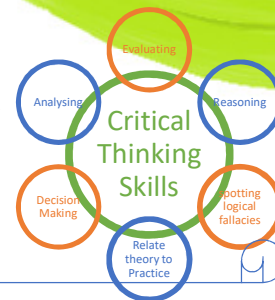 Evaluating
Analysing
Reasoning
Critical
Thinking
Skills
Decision
Making
potting
logical
fallacies
Relate
theory to
Practice